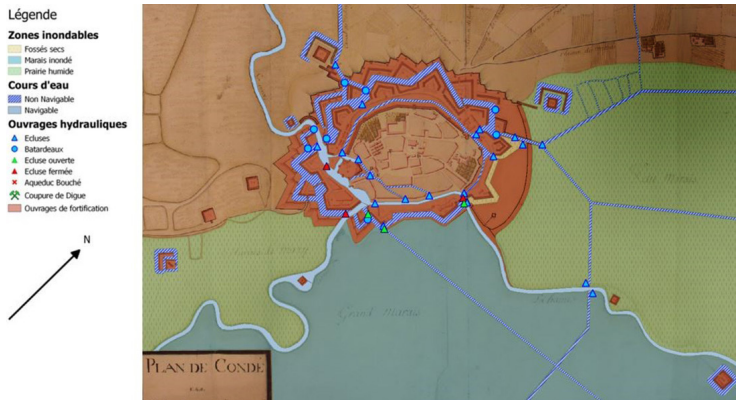 Légende
Zones inondables
Fossés secs
Marais inondé
Prairie humide
Cours d'eau
Non Navigable
Navigable
Ouvrages hydrauliques
Ecluses
Batardeaux
Ecluse ouverte
Ecluse fermée
Aqueduc Bouché
Coupure de Digue
Ouvrages de fortification
N
Grand Marais
PLAN DE CONDE